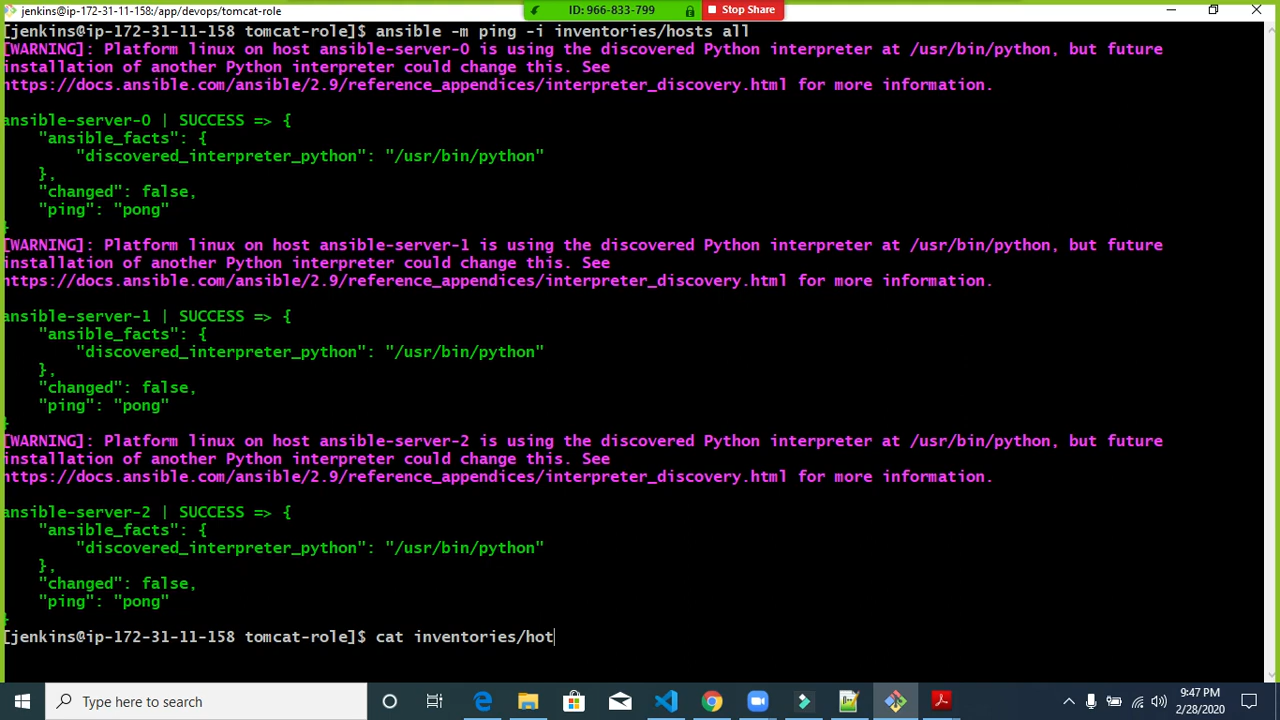 jenkins@ip-172-31-11-158:/app/devops/tomcat-role
ID: 966-833-799
Stop Share
[jenkins@ip-172-31-11-158 tomcat-role]$ ansible -m ping -i inventories/hosts all
[WARNING]: Platform linux on host ansible-server-0 is using the discovered Python interpreter at /usr/bin/python, but future
installation of another Python interpreter could change this. See
https://docs.ansible.com/ansible/2.9/reference_appendices/interpreter_discovery.html for more information.
ansible-server-0 | SUCCESS => {
"ansible_facts": {
"discovered_interpreter_python": "/usr/bin/python"
},
"changed": false,
"ping": "pong"
}
[WARNING]: Platform linux on host ansible-server-1 is using the discovered Python interpreter at /usr/bin/python, but future
installation of another Python interpreter could change this. See
https://docs.ansible.com/ansible/2.9/reference_appendices/interpreter_discovery.html for more information.
ansible-server-1 | SUCCESS => {
"ansible_facts": {
"discovered_interpreter_python": "/usr/bin/python"
},
"changed": false,
"ping": "pong"
}
[WARNING]: Platform linux on host ansible-server-2 is using the discovered Python interpreter at /usr/bin/python, but future
installation of another Python interpreter could change this. See
https://docs.ansible.com/ansible/2.9/reference_appendices/interpreter_discovery.html for more information.
ansible-server-2 | SUCCESS => {
"ansible_facts": {
"discovered_interpreter_python": "/usr/bin/python"
},
"changed": false,
"ping": "pong"
}
[jenkins@ip-172-31-11-158 tomcat-role]$ cat inventories/hot
Type here to search
9:47 PM
2/28/2020